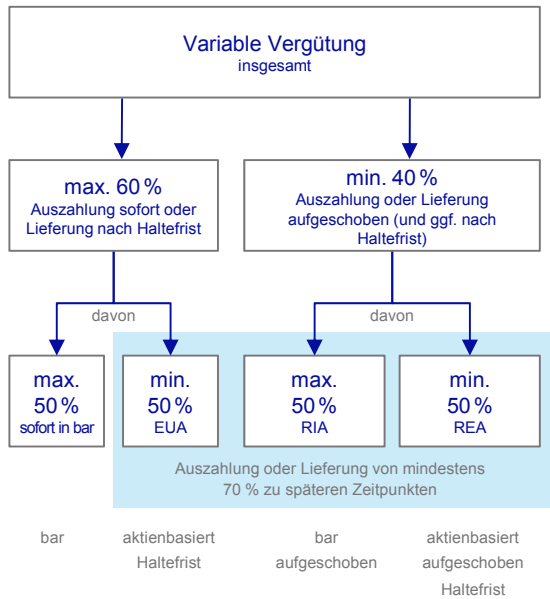 Variable Vergütung
insgesamt
max. 60 %
Auszahlung sofort oder
Lieferung nach Haltefrist
min. 40 %
Auszahlung oder Lieferung
aufgeschoben (und ggf. nach
Haltefrist)
davon
davon
max.
50 %
sofort in bar
min.
50 %
EUA
max.
50 %
RIA
min.
50 %
REA
Auszahlung oder Lieferung von mindestens
70 % zu späteren Zeitpunkten
bar
aktienbasiert
Haltefrist
bar
aufgeschoben
aktienbasiert
aufgeschoben
Haltefrist